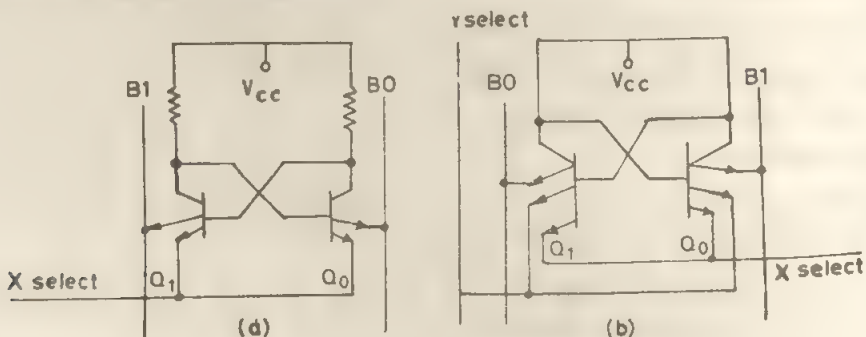 Y select
B1
VCC
B0
Q1
Q0
X select
(a)
B0
VCC
B1
Q1
Q0
X select
(b)